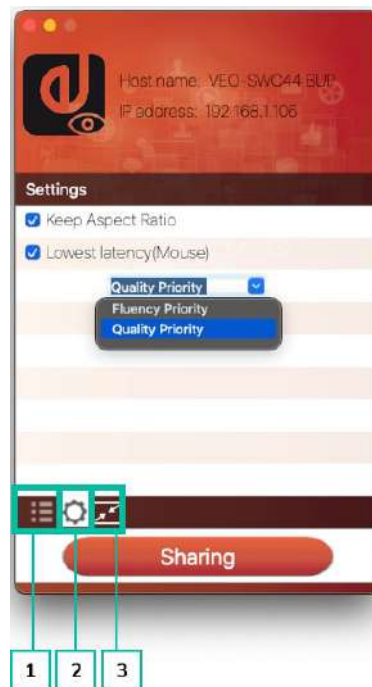 Host name: VEO-SWC44 BUP
IP address: 192.168.1.106
Settings
Keep Aspect Ratio
Lowest latency(Mouse)
Quality Priority
Fluency Priority
Quality Priority
Sharing
1 2 3